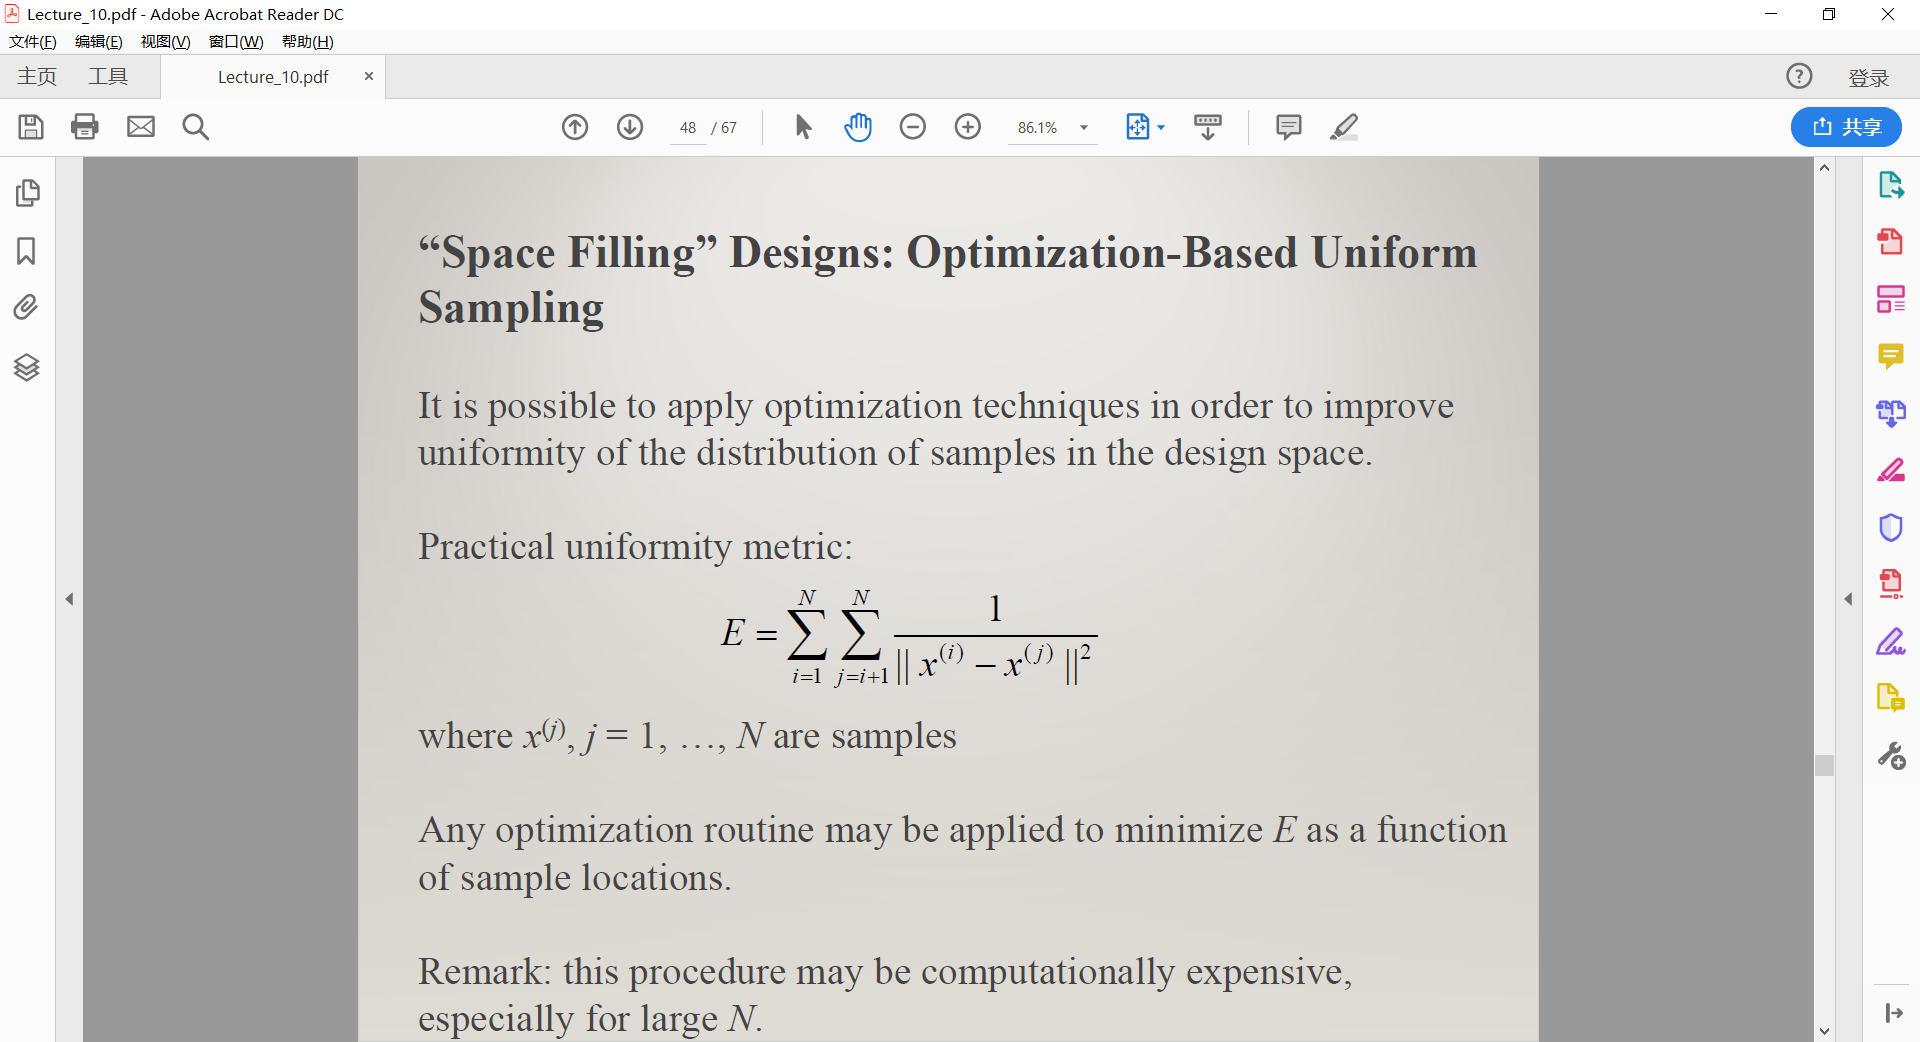 Lecture_10.pdf - Adobe Acrobat Reader DC
文件(F) 编辑(E) 视图(V) 窗口(W) 帮助(H)
主页 工具 Lecture_10.pdf × ? 登录
48 / 67 86.1% 共享
“Space Filling” Designs: Optimization-Based Uniform
Sampling
It is possible to apply optimization techniques in order to improve
uniformity of the distribution of samples in the design space.
Practical uniformity metric:
E = ∑_{i=1}^{N} ∑_{j=i+1}^{N} 1 / || x^{(i)} − x^{(j)} ||^2
where x^{(j)}, j = 1, …, N are samples
Any optimization routine may be applied to minimize E as a function
of sample locations.
Remark: this procedure may be computationally expensive,
especially for large N.